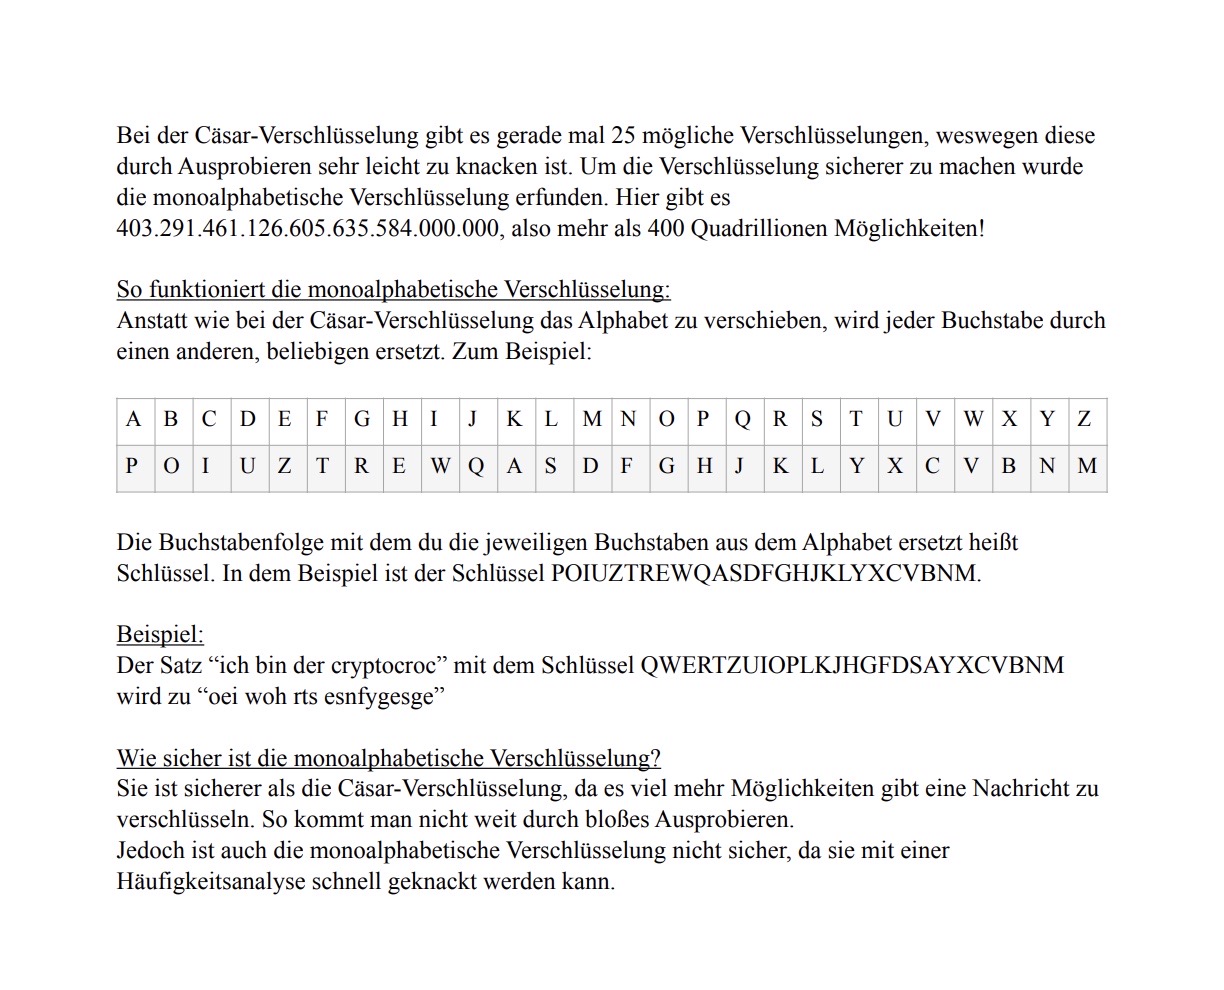 Bei der Cäsar-Verschlüsselung gibt es gerade mal 25 mögliche Verschlüsselungen, weswegen diese
durch Ausprobieren sehr leicht zu knacken ist. Um die Verschlüsselung sicherer zu machen wurde
die monoalphabetische Verschlüsselung erfunden. Hier gibt es
403.291.461.126.605.635.584.000.000, also mehr als 400 Quadrillionen Möglichkeiten!
So funktioniert die monoalphabetische Verschlüsselung:
Anstatt wie bei der Cäsar-Verschlüsselung das Alphabet zu verschieben, wird jeder Buchstabe durch
einen anderen, beliebigen ersetzt. Zum Beispiel:
A B C D E F G H I J K L M N O P Q R S T U V W X Y Z
P O I U Z T R E W Q A S D F G H J K L Y X C V B N M
Die Buchstabenfolge mit dem du die jeweiligen Buchstaben aus dem Alphabet ersetzt heißt
Schlüssel. In dem Beispiel ist der Schlüssel POIUZTREWQASDFGHJKLYXCVBNM.
Beispiel:
Der Satz “ich bin der cryptocroc” mit dem Schlüssel QWERTZUIOPLKJHGFDSAYXCVBNM
wird zu “oei woh rts esnfygesge”
Wie sicher ist die monoalphabetische Verschlüsselung?
Sie ist sicherer als die Cäsar-Verschlüsselung, da es viel mehr Möglichkeiten gibt eine Nachricht zu
verschlüsseln. So kommt man nicht weit durch bloßes Ausprobieren.
Jedoch ist auch die monoalphabetische Verschlüsselung nicht sicher, da sie mit einer
Häufigkeitsanalyse schnell geknackt werden kann.